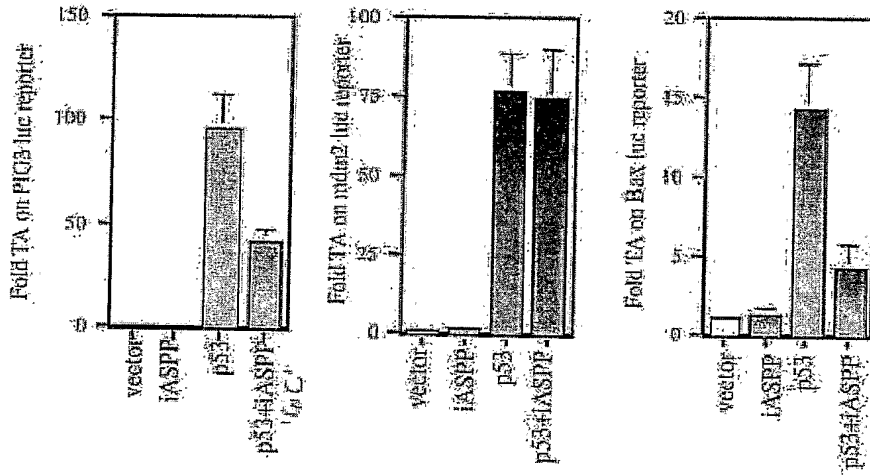 Fold TA on PIG3 luc reporter
150
100
50
0
vector
iASPP
p53
p53+iASPP
Fold TA on mdm2 luc reporter
100
75
50
25
0
vector
iASPP
p53
p53+iASPP
Fold TA on Bax luc reporter
20
15
10
5
0
vector
iASPP
p53
p53+iASPP